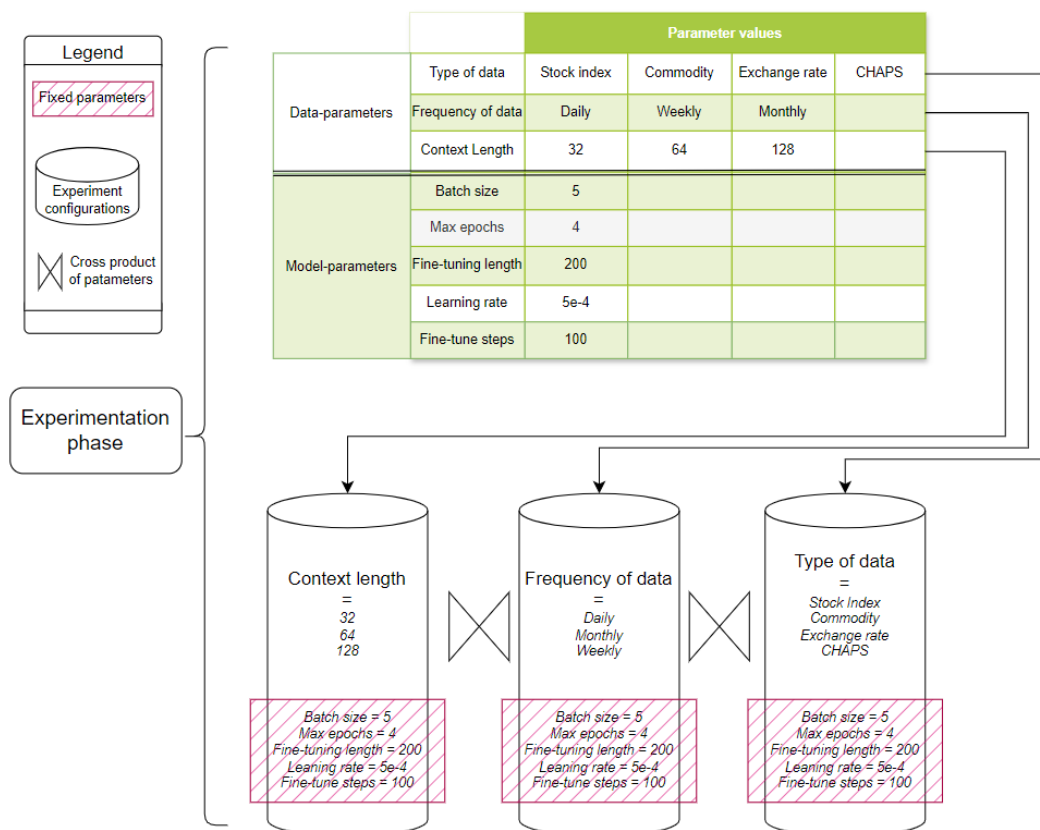 Legend
Fixed parameters
Experiment
configurations
Cross product
of patameters
Experimentation
phase
Parameter values
Data-parameters
Type of data Stock index Commodity Exchange rate CHAPS
Frequency of data Daily Weekly Monthly
Context Length 32 64 128
Model-parameters
Batch size 5
Max epochs 4
Fine-tuning length 200
Learning rate 5e-4
Fine-tune steps 100
Context length
=
32
64
128
Batch size = 5
Max epochs = 4
Fine-tuning length = 200
Leaning rate = 5e-4
Fine-tune steps = 100
Frequency of data
=
Daily
Monthly
Weekly
Batch size = 5
Max epochs = 4
Fine-tuning length = 200
Leaning rate = 5e-4
Fine-tune steps = 100
Type of data
=
Stock Index
Commodity
Exchange rate
CHAPS
Batch size = 5
Max epochs = 4
Fine-tuning length = 200
Leaning rate = 5e-4
Fine-tune steps = 100